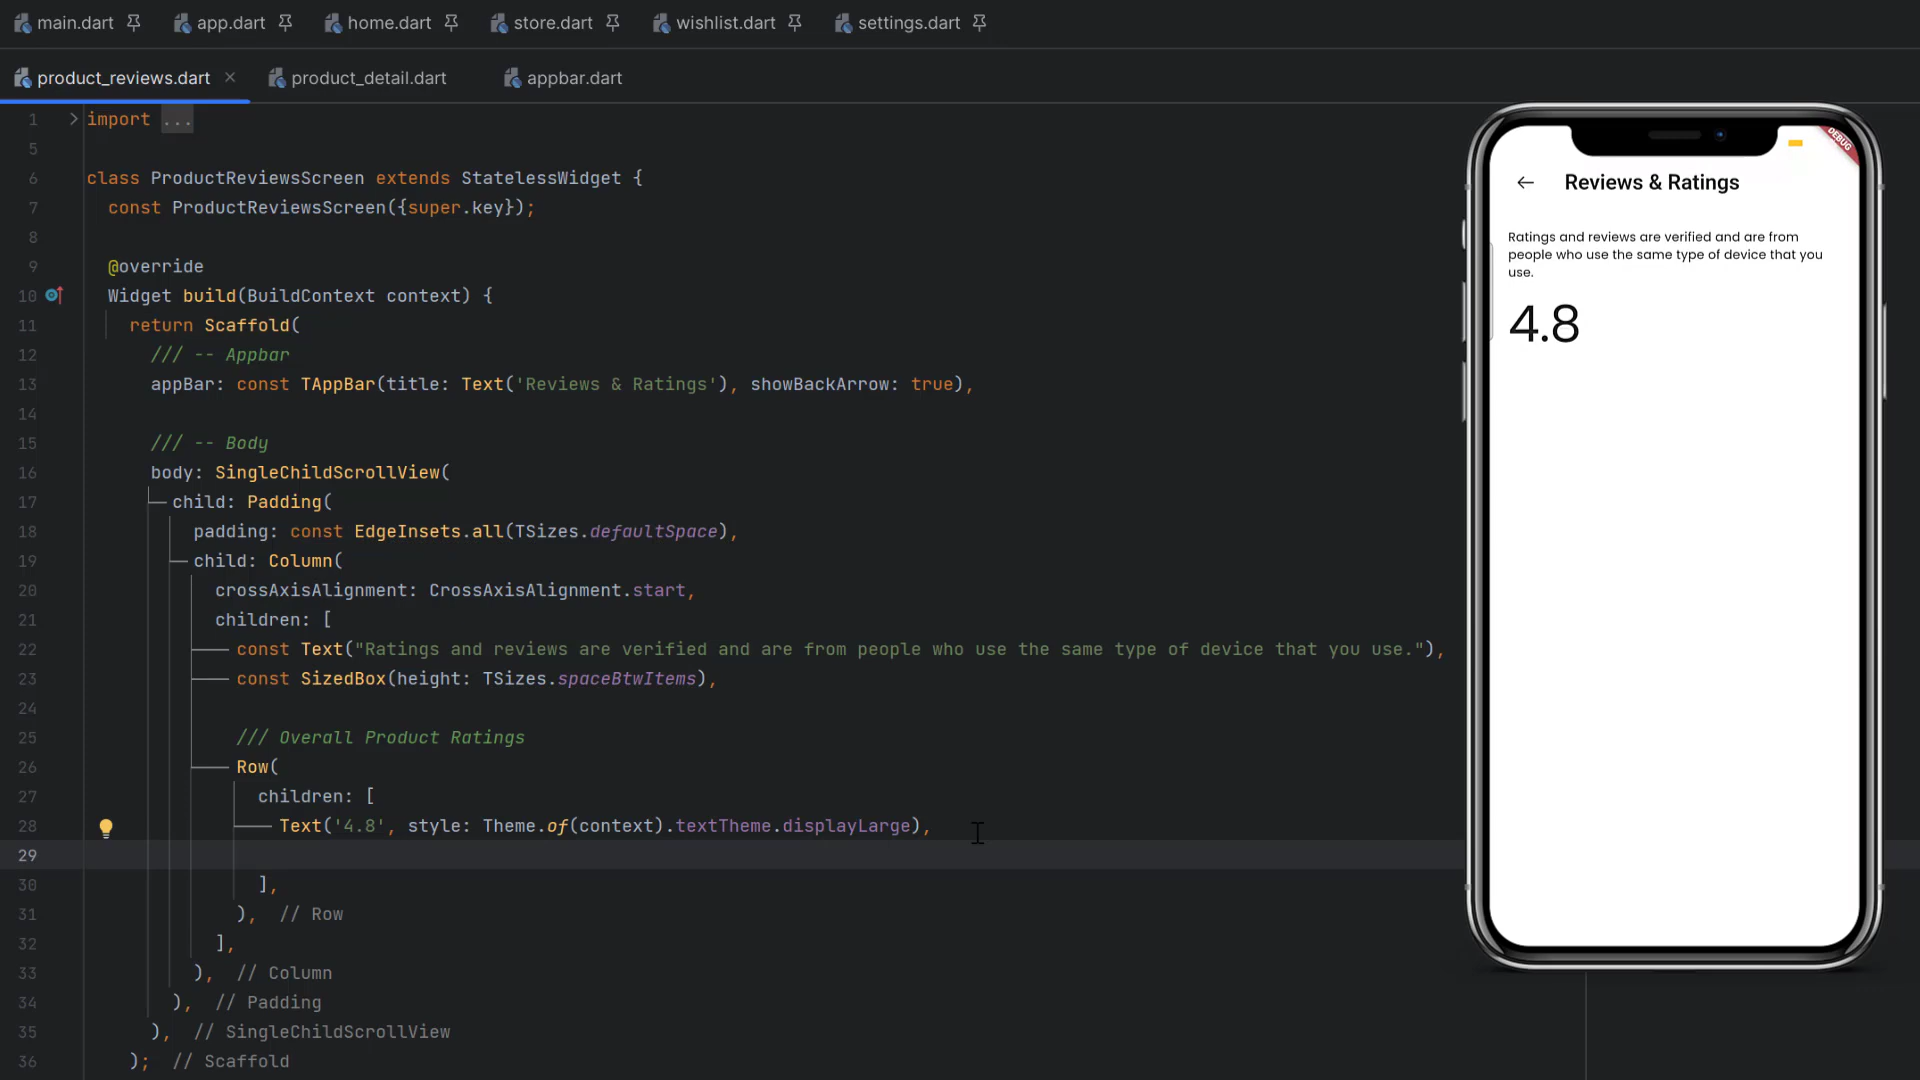 main.dart app.dart home.dart store.dart wishlist.dart settings.dart
product_reviews.dart × product_detail.dart appbar.dart
1 > import ...
5
6 class ProductReviewsScreen extends StatelessWidget {
7 const ProductReviewsScreen({super.key});
8
9 @override
10 Widget build(BuildContext context) {
11 return Scaffold(
12 /// -- Appbar
13 appBar: const TAppBar(title: Text('Reviews & Ratings'), showBackArrow: true),
14
15 /// -- Body
16 body: SingleChildScrollView(
17 child: Padding(
18 padding: const EdgeInsets.all(TSizes.defaultSpace),
19 child: Column(
20 crossAxisAlignment: CrossAxisAlignment.start,
21 children: [
22 const Text("Ratings and reviews are verified and are from people who use the same type of device that you use."),
23 const SizedBox(height: TSizes.spaceBtwItems),
24
25 /// Overall Product Ratings
26 Row(
27 children: [
28 Text('4.8', style: Theme.of(context).textTheme.displayLarge),
29
30 ],
31 ), // Row
32 ],
33 ), // Column
34 ), // Padding
35 ), // SingleChildScrollView
36 ); // Scaffold
DEBUG
← Reviews & Ratings
Ratings and reviews are verified and are from
people who use the same type of device that you
use.
4.8